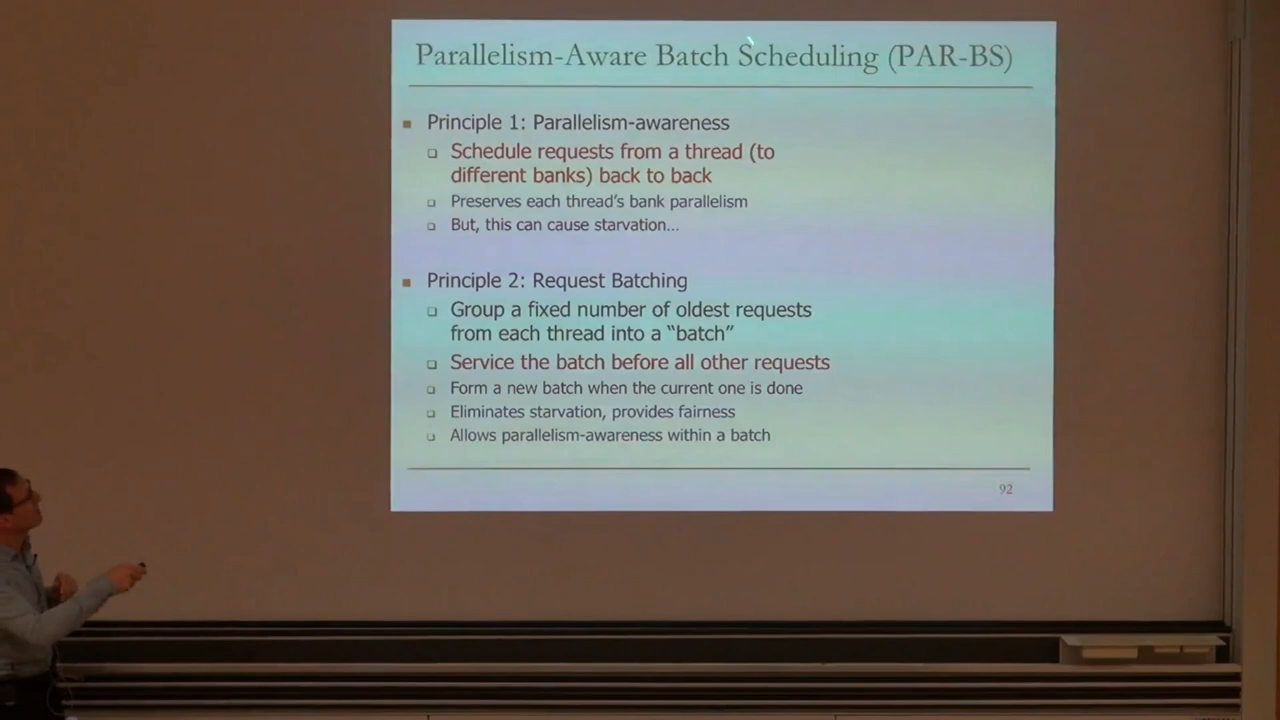 Parallelism-Aware Batch Scheduling (PAR-BS)
Principle 1: Parallelism-awareness
Schedule requests from a thread (to
different banks) back to back
Preserves each thread's bank parallelism
But, this can cause starvation...
Principle 2: Request Batching
Group a fixed number of oldest requests
from each thread into a "batch"
Service the batch before all other requests
Form a new batch when the current one is done
Eliminates starvation, provides fairness
Allows parallelism-awareness within a batch
92